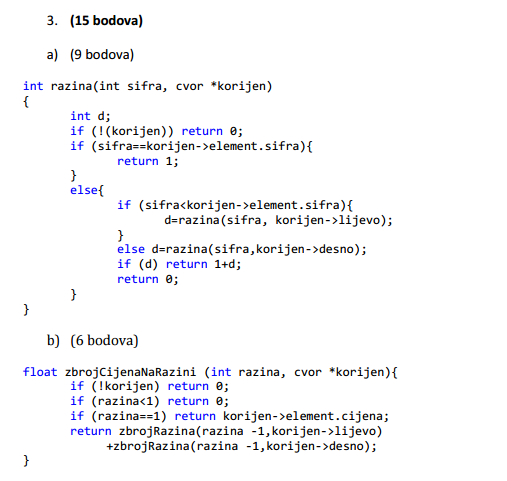 3. (15 bodova)
a) (9 bodova)
int razina(int sifra, cvor *korijen)
{
int d;
if (!(korijen)) return 0;
if (sifra==korijen->element.sifra){
return 1;
}
else{
if (sifra<korijen->element.sifra){
d=razina(sifra, korijen->lijevo);
}
else d=razina(sifra,korijen->desno);
if (d) return 1+d;
return 0;
}
}
b) (6 bodova)
float zbrojCijenaNaRazini (int razina, cvor *korijen){
if (!korijen) return 0;
if (razina<1) return 0;
if (razina==1) return korijen->element.cijena;
return zbrojRazina(razina -1,korijen->lijevo)
+zbrojRazina(razina -1,korijen->desno);
}